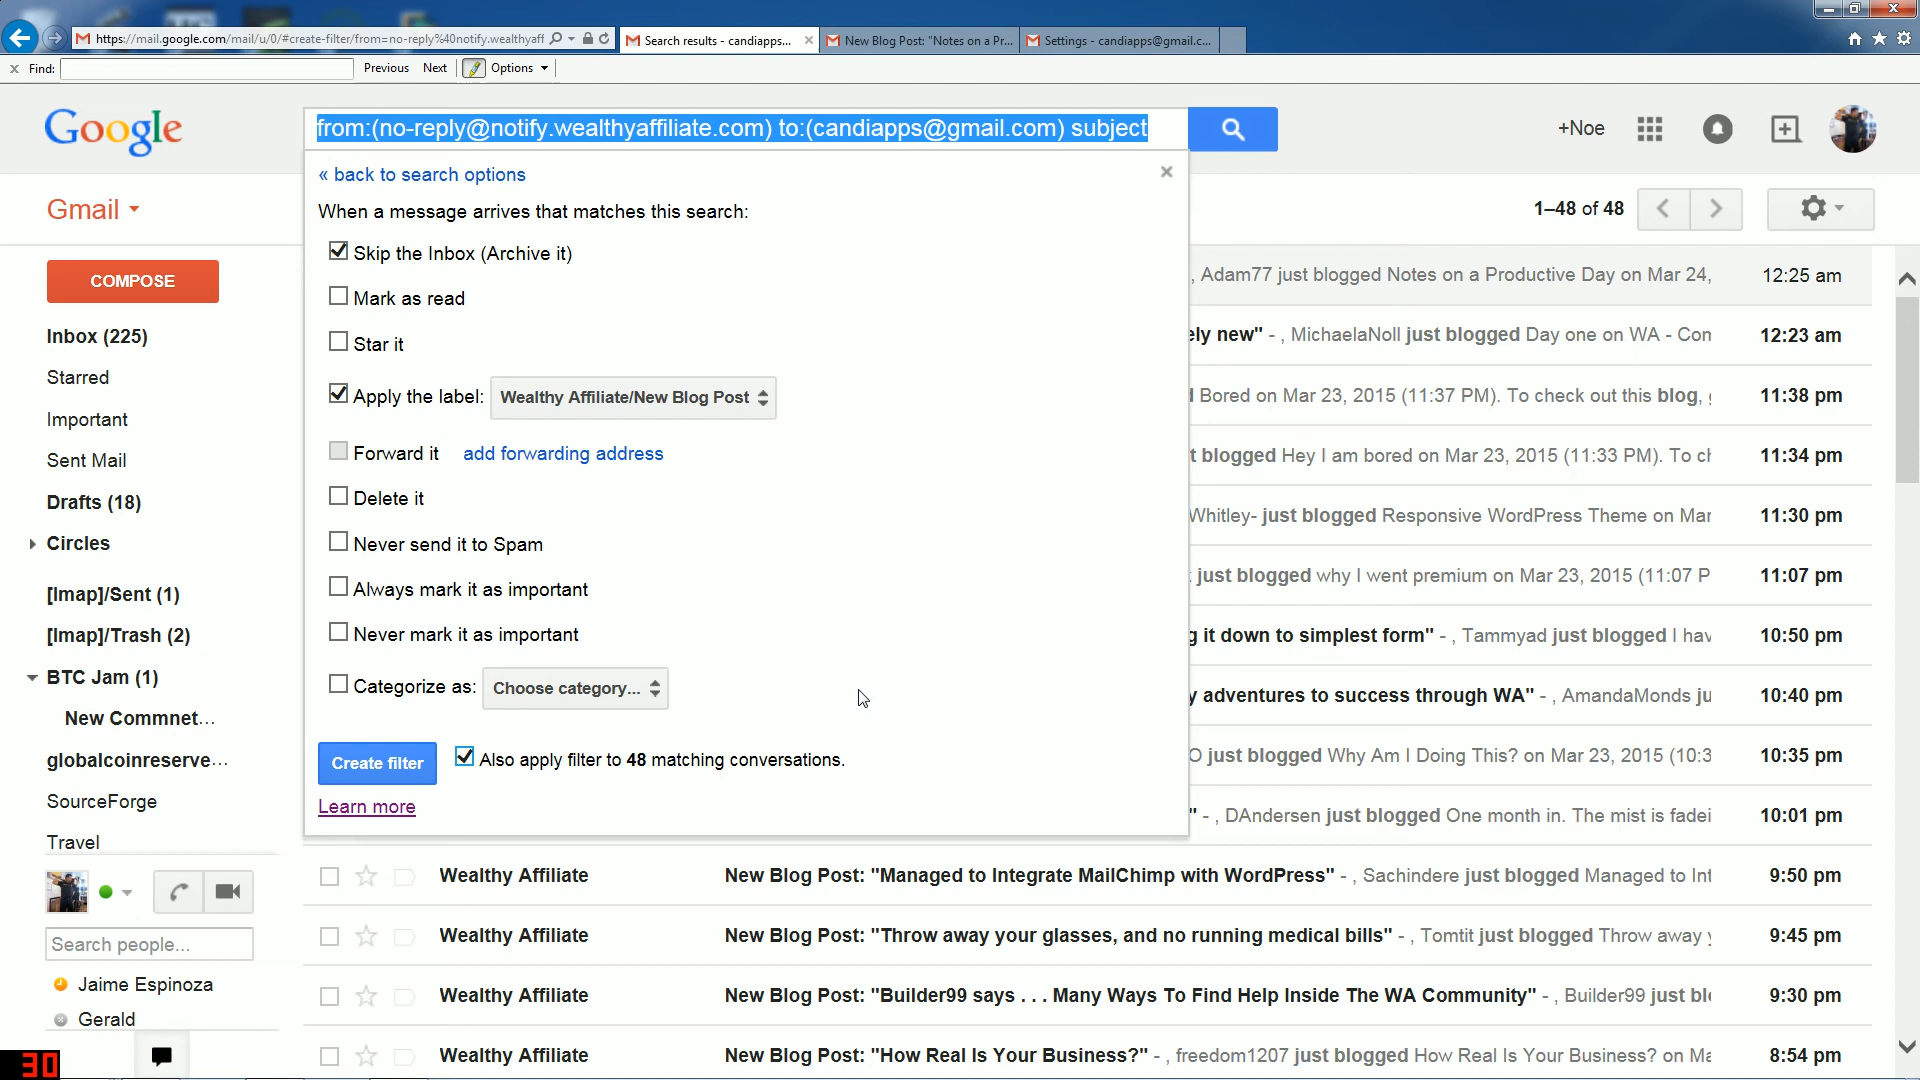 https://mail.google.com/mail/u/0/#create-filter/from=no-reply%40notify.wealthyaff
Search results - candiapps...
New Blog Post: "Notes on a Pr...
Settings - candiapps@gmail.c...
Find:
Previous
Next
Options
Google
from:(no-reply@notify.wealthyaffiliate.com) to:(candiapps@gmail.com) subject
+Noe
Gmail
1–48 of 48
« back to search options
When a message arrives that matches this search:
Skip the Inbox (Archive it)
Mark as read
Star it
Apply the label: Wealthy Affiliate/New Blog Post
Forward it add forwarding address
Delete it
Never send it to Spam
Always mark it as important
Never mark it as important
Categorize as: Choose category...
Create filter
Also apply filter to 48 matching conversations.
Learn more
COMPOSE
Inbox (225)
Starred
Important
Sent Mail
Drafts (18)
Circles
[Imap]/Sent (1)
[Imap]/Trash (2)
BTC Jam (1)
New Commnet...
globalcoinreserve...
SourceForge
Travel
Search people...
Jaime Espinoza
Gerald
30
, Adam77 just blogged Notes on a Productive Day on Mar 24, 12:25 am
ely new" - , MichaelaNoll just blogged Day one on WA - Con 12:23 am
Bored on Mar 23, 2015 (11:37 PM). To check out this blog, 11:38 pm
t blogged Hey I am bored on Mar 23, 2015 (11:33 PM). To cl 11:34 pm
Whitley- just blogged Responsive WordPress Theme on Mar 11:30 pm
just blogged why I went premium on Mar 23, 2015 (11:07 P 11:07 pm
g it down to simplest form" - , Tammyad just blogged I hav 10:50 pm
y adventures to success through WA" - , AmandaMonds ju 10:40 pm
O just blogged Why Am I Doing This? on Mar 23, 2015 (10:3 10:35 pm
" - , DAndersen just blogged One month in. The mist is fadei 10:01 pm
Wealthy Affiliate New Blog Post: "Managed to Integrate MailChimp with WordPress" - , Sachindere just blogged Managed to Int 9:50 pm
Wealthy Affiliate New Blog Post: "Throw away your glasses, and no running medical bills" - , Tomtit just blogged Throw away 9:45 pm
Wealthy Affiliate New Blog Post: "Builder99 says . . . Many Ways To Find Help Inside The WA Community" - , Builder99 just blo 9:30 pm
Wealthy Affiliate New Blog Post: "How Real Is Your Business?" - , freedom1207 just blogged How Real Is Your Business? on Ma 8:54 pm